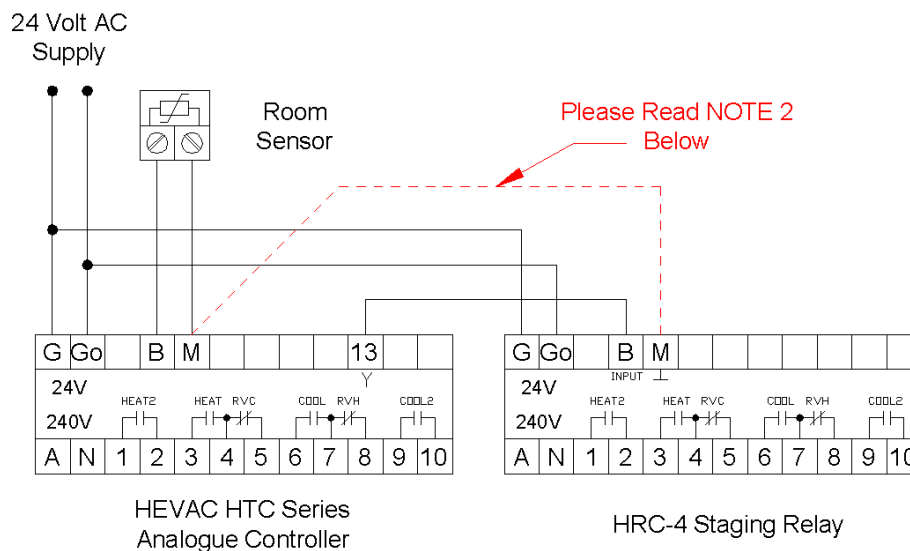 24 Volt AC
Supply
Room
Sensor
Please Read NOTE 2
Below
G Go B M 13
G Go B M
Y
INPUT
24V
24V
HEAT2 HEAT RVC COOL RVH COOL2
HEAT2 HEAT RVC COOL RVH COOL2
240V
240V
A N 1 2 3 4 5 6 7 8 9 10
A N 1 2 3 4 5 6 7 8 9 10
HEVAC HTC Series
Analogue Controller
HRC-4 Staging Relay